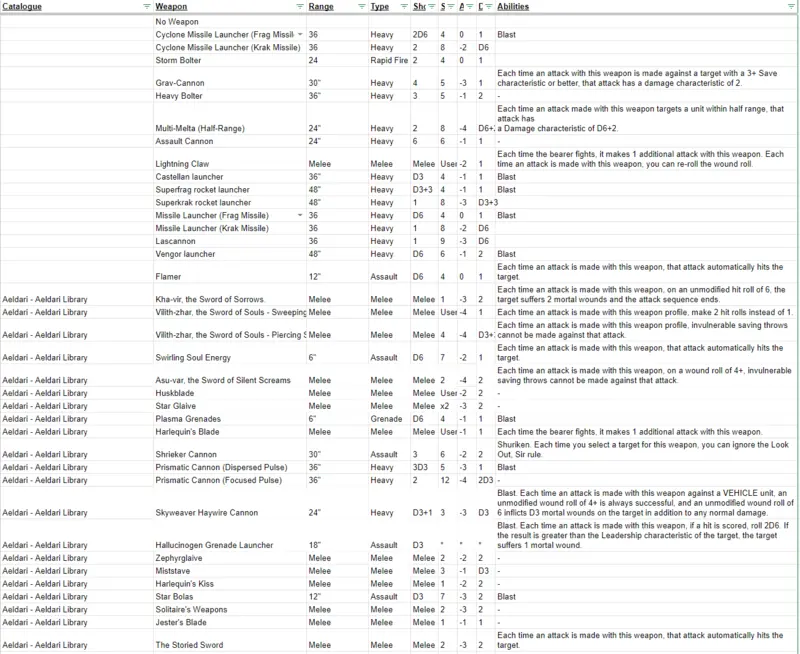 Catalogue Weapon Range Type Sho S A D Abilities
No Weapon
Cyclone Missile Launcher (Frag Missil 36 Heavy 2D6 4 0 1 Blast
Cyclone Missile Launcher (Krak Missile) 36 Heavy 2 8 -2 D6
Storm Bolter 24 Rapid Fire 2 4 0 1
Each time an attack with this weapon is made against a target with a 3+ Save
Grav-Cannon 30" Heavy 4 5 -3 1 characteristic or better, that attack has a damage characteristic of 2.
Heavy Bolter 36" Heavy 3 5 -1 2 -
Each time an attack made with this weapon targets a unit within half range, that
attack has
Multi-Melta (Half-Range) 24" Heavy 2 8 -4 D6+2 a Damage characteristic of D6+2.
Assault Cannon 24" Heavy 6 6 -1 1 -
Each time the bearer fights, it makes 1 additional attack with this weapon. Each
Lightning Claw Melee Melee Melee User -2 1 time an attack is made with this weapon, you can re-roll the wound roll.
Castellan launcher 36" Heavy D3 4 -1 1 Blast
Superfrag rocket launcher 48" Heavy D3+3 4 -1 1 Blast
Superkrak rocket launcher 48" Heavy 1 8 -3 D3+3
Missile Launcher (Frag Missile) 36 Heavy D6 4 0 1 Blast
Missile Launcher (Krak Missile) 36 Heavy 1 8 -2 D6
Lascannon 36 Heavy 1 9 -3 D6
Vengor launcher 48" Heavy D6 6 -1 2 Blast
Each time an attack is made with this weapon, that attack automatically hits the
Flamer 12" Assault D6 4 0 1 target.
Each time an attack is made with this weapon, on an unmodified hit roll of 6, the
Aeldari - Aeldari Library Kha-vir, the Sword of Sorrows. Melee Melee Melee 1 -3 2 target suffers 2 mortal wounds and the attack sequence ends.
Aeldari - Aeldari Library Vilith-zhar, the Sword of Souls - Sweeping Melee Melee Melee User -4 1 Each time an attack is made with this weapon profile, make 2 hit rolls instead of 1.
Each time an attack is made with this weapon profile, invulnerable saving throws
Aeldari - Aeldari Library Vilith-zhar, the Sword of Souls - Piercing S Melee Melee Melee 4 -4 D3+ cannot be made against that attack.
Each time an attack is made with this weapon, that attack automatically hits the
Aeldari - Aeldari Library Swirling Soul Energy 6" Assault D6 7 -2 1 target.
Each time an attack is made with this weapon, on a wound roll of 4+, invulnerable
Aeldari - Aeldari Library Asu-var, the Sword of Silent Screams Melee Melee Melee 2 -4 2 saving throws cannot be made against that attack.
Aeldari - Aeldari Library Huskblade Melee Melee Melee User -2 2 -
Aeldari - Aeldari Library Star Glaive Melee Melee Melee x2 -3 2 -
Aeldari - Aeldari Library Plasma Grenades 6" Grenade D6 4 -1 1 Blast
Aeldari - Aeldari Library Harlequin's Blade Melee Melee Melee User -1 1 Each time the bearer fights, it makes 1 additional attack with this weapon.
Shuriken. Each time you select a target for this weapon, you can ignore the Look
Aeldari - Aeldari Library Shrieker Cannon 30" Assault 3 6 -2 2 Out, Sir rule.
Aeldari - Aeldari Library Prismatic Cannon (Dispersed Pulse) 36" Heavy 3D3 5 -3 1 Blast
Aeldari - Aeldari Library Prismatic Cannon (Focused Pulse) 36" Heavy 2 12 -4 2D3 -
Blast. Each time an attack is made with this weapon against a VEHICLE unit, an
unmodified wound roll of 4+ is always successful, and an unmodified wound roll of
Aeldari - Aeldari Library Skyweaver Haywire Cannon 24" Heavy D3+1 3 -3 D3 6 inflicts D3 mortal wounds on the target in addition to any normal damage.
Blast. Each time an attack is made with this weapon, if a hit is scored, roll 2D6. If
the result is greater than the Leadership characteristic of the target, the target
Aeldari - Aeldari Library Hallucinogen Grenade Launcher 18" Assault D3 * * * suffers 1 mortal wound.
Aeldari - Aeldari Library Zephyrglaive Melee Melee Melee 2 -2 2 -
Aeldari - Aeldari Library Miststave Melee Melee Melee 3 -1 D3 -
Aeldari - Aeldari Library Harlequin's Kiss Melee Melee Melee 1 -2 2 -
Aeldari - Aeldari Library Star Bolas 12" Assault D3 7 -3 2 Blast
Aeldari - Aeldari Library Solitaire's Weapons Melee Melee Melee 2 -3 2 -
Aeldari - Aeldari Library Jester's Blade Melee Melee Melee 1 -1 1 -
Each time an attack is made with this weapon, that attack automatically hits the
Aeldari - Aeldari Library The Storied Sword Melee Melee Melee 2 -3 2 target.